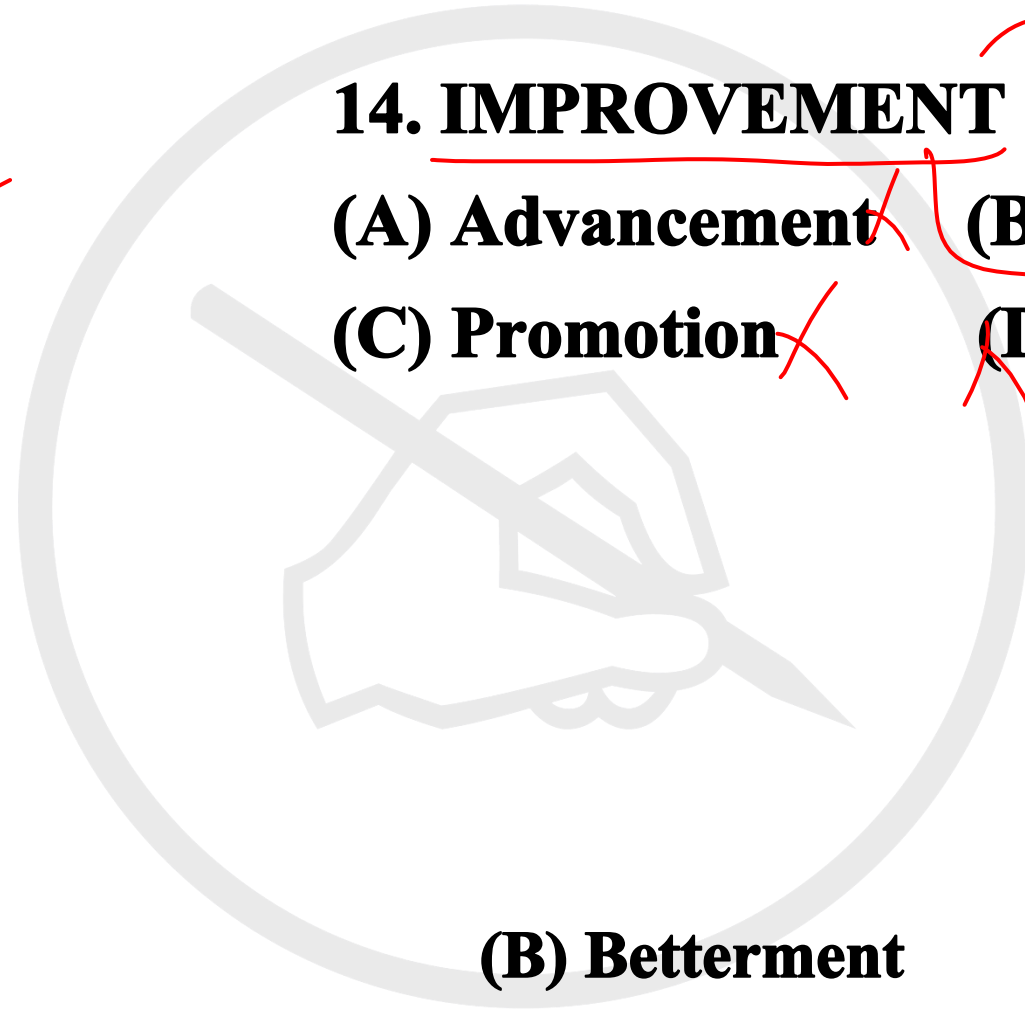 14. IMPROVEMENT
(A) Advancement (B
(C) Promotion (D
(B) Betterment